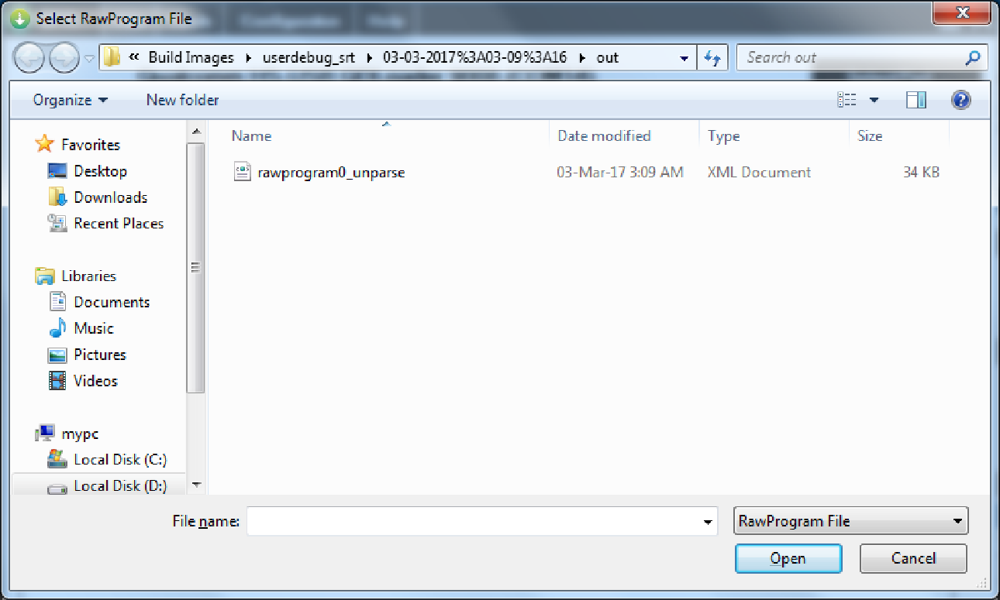 Select RawProgram File
« Build Images userdebug_srt 03-03-2017%3A03-09%3A16 out Search out
Organize New folder
Name Date modified Type Size
Favorites
rawprogram0_unparse 03-Mar-17 3:09 AM XML Document 34 KB
Desktop
Downloads
Recent Places
Libraries
Documents
Music
Pictures
Videos
mypc
Local Disk (C:)
Local Disk (D:)
File name: RawProgram File
Open Cancel